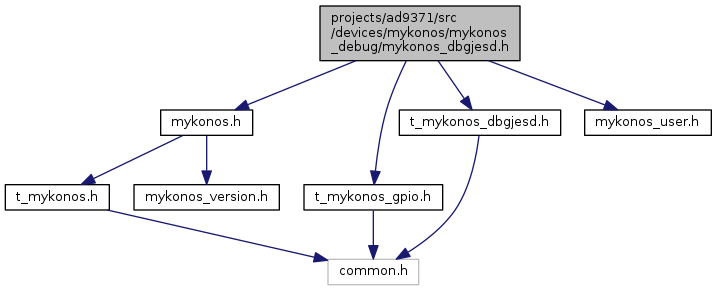 projects/ad9371/src
/devices/mykonos/mykonos
_debug/mykonos_dbgjesd.h
mykonos.h
t_mykonos_dbgjesd.h
mykonos_user.h
t_mykonos.h
mykonos_version.h
t_mykonos_gpio.h
common.h